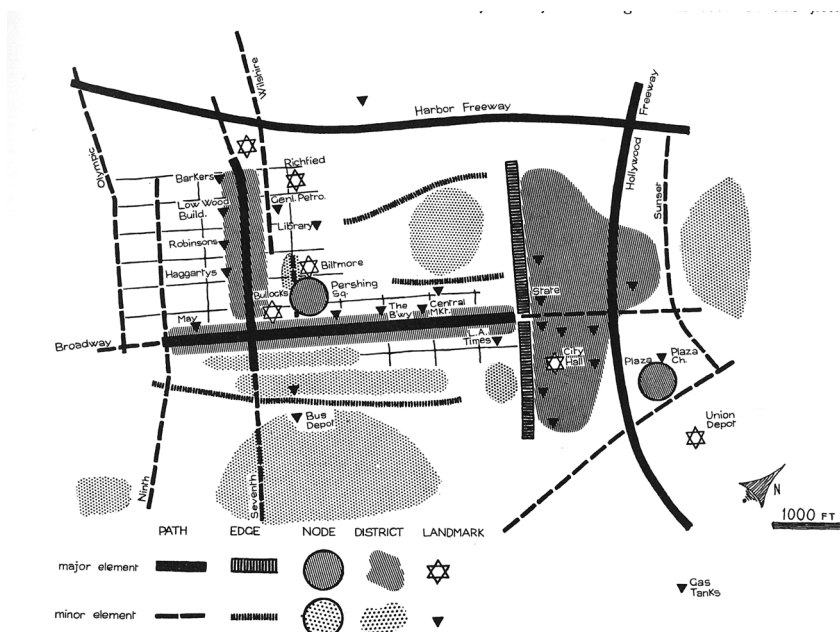 Wilshire
Harbor Freeway
Hollywood Freeway
Olympic
Richfield
Barkers
Low Wood
Build.
Genl. Petro.
Sunset
Library
Robinsons
Biltmore
Haggartys
Pershing
Sq.
Bullocks
State
The
B'wy
Central
Mkt.
May
Broadway
L.A.
Times
City
Hall
Plaza
Plaza
Ch.
Bus
Depot
Union
Depot
Ninth
Seventh
N
1000 FT
PATH EDGE NODE DISTRICT LANDMARK
major element
minor element
Gas
Tanks